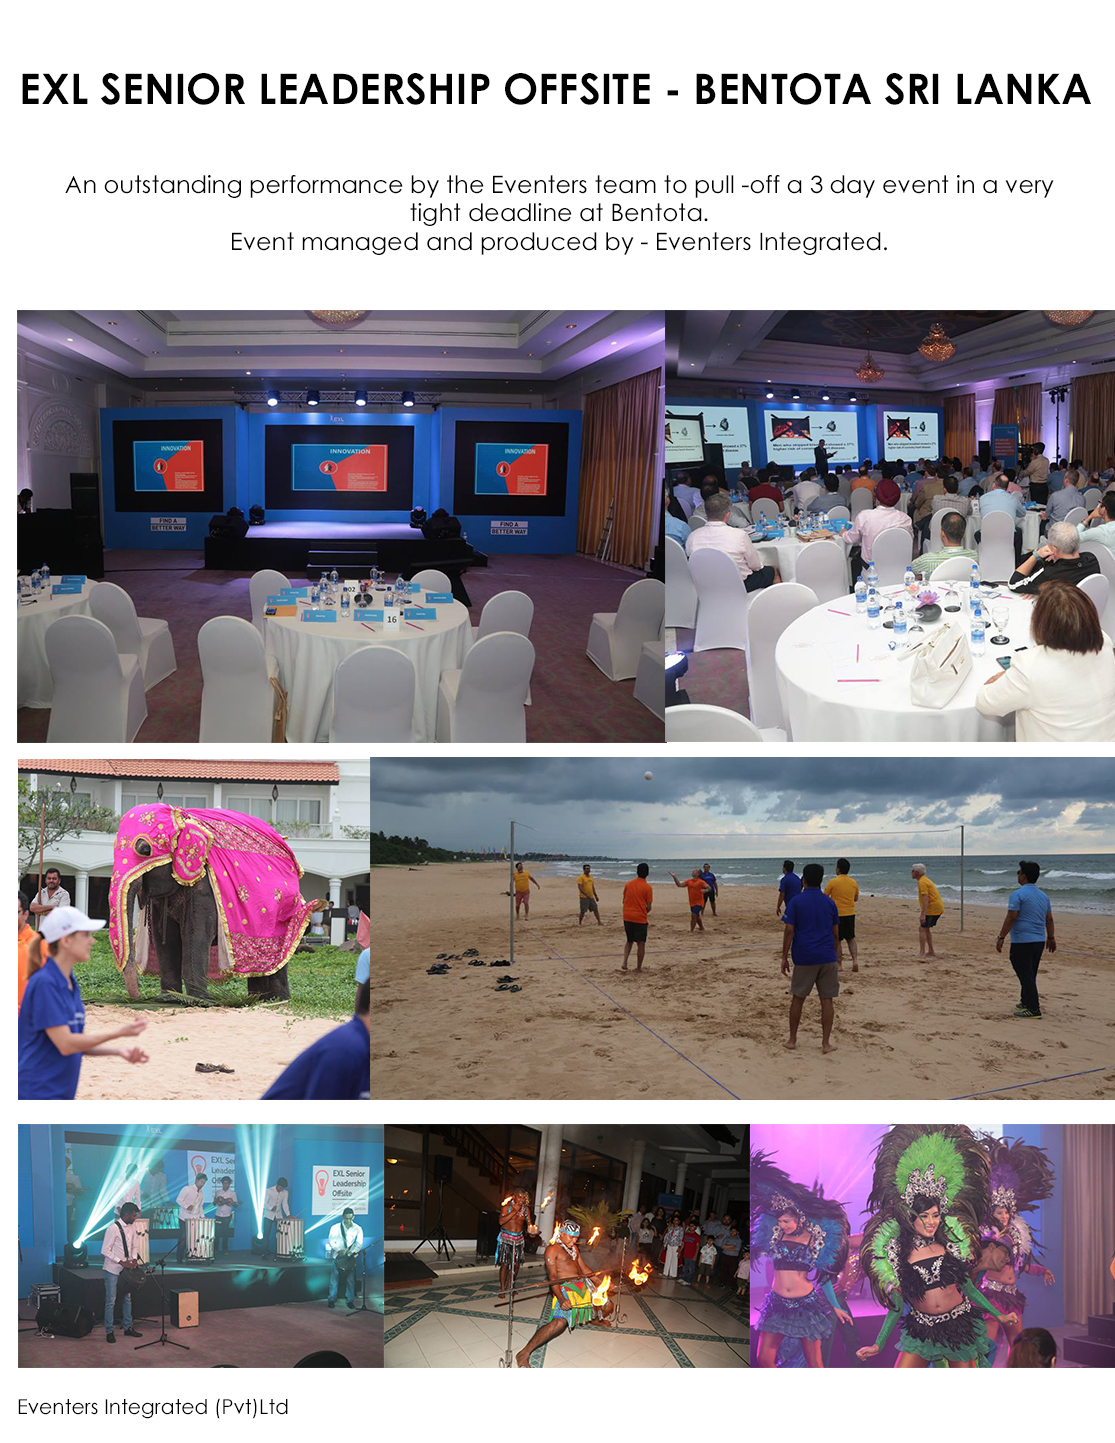 EXL SENIOR LEADERSHIP OFFSITE - BENTOTA SRI LANKA
An outstanding performance by the Eventers team to pull -off a 3 day event in a very
tight deadline at Bentota.
Event managed and produced by - Eventers Integrated.
INNOVATION
INNOVATION
INNOVATION
FIND A
BETTER WAY
FIND A
BETTER WAY
02
16
EXL Senior
Leadership
Offsite
Eventers Integrated (Pvt)Ltd